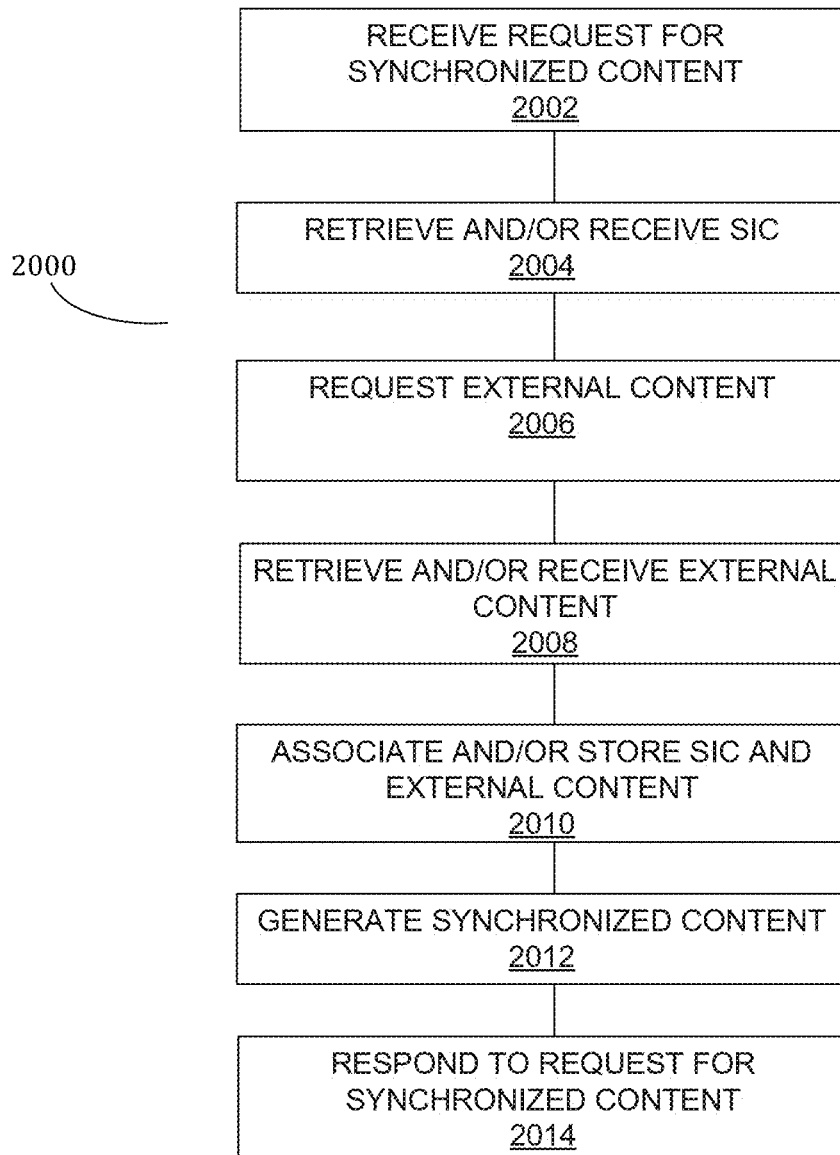 RECEIVE REQUEST FOR
SYNCHRONIZED CONTENT
2002
RETRIEVE AND/OR RECEIVE SIC
2004
2000
REQUEST EXTERNAL CONTENT
2006
RETRIEVE AND/OR RECEIVE EXTERNAL
CONTENT
2008
ASSOCIATE AND/OR STORE SIC AND
EXTERNAL CONTENT
2010
GENERATE SYNCHRONIZED CONTENT
2012
RESPOND TO REQUEST FOR
SYNCHRONIZED CONTENT
2014